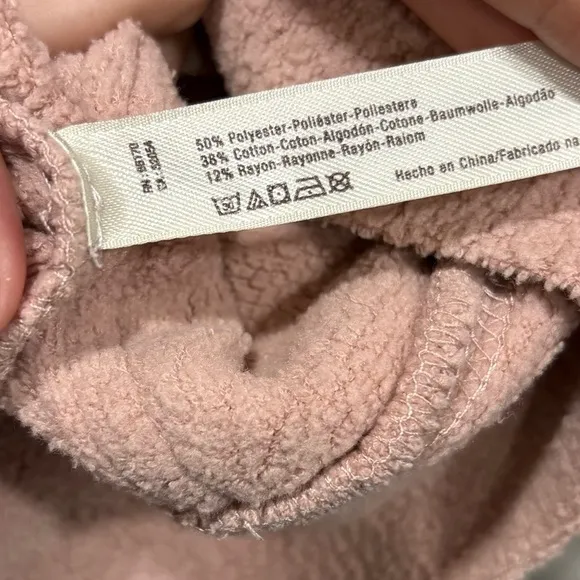 50% Polyester-Poliéster-Poliestere
38% Cotton-Coton-Algodón-Cotone-Baumwolle-Algodão
12% Rayon-Rayonne-Rayón-Raiom
Hecho en China/Fabricado na
30